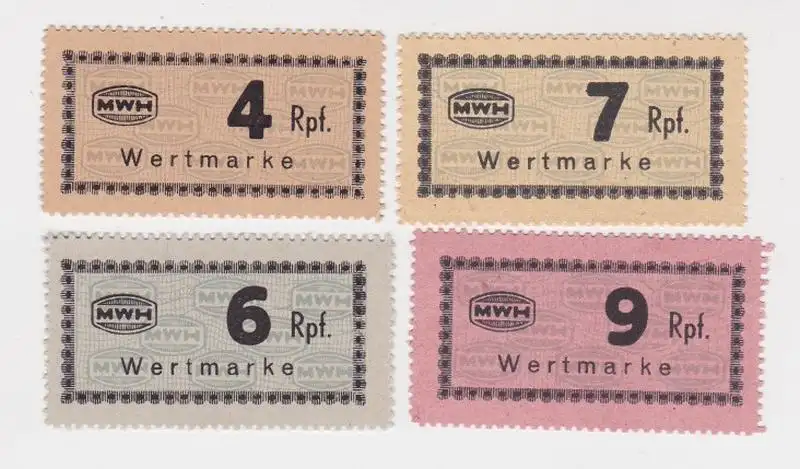 MWH 4 Rpf.
Wertmarke
MWH 7 Rpf.
Wertmarke
MWH 6 Rpf.
Wertmarke
MWH 9 Rpf.
Wertmarke